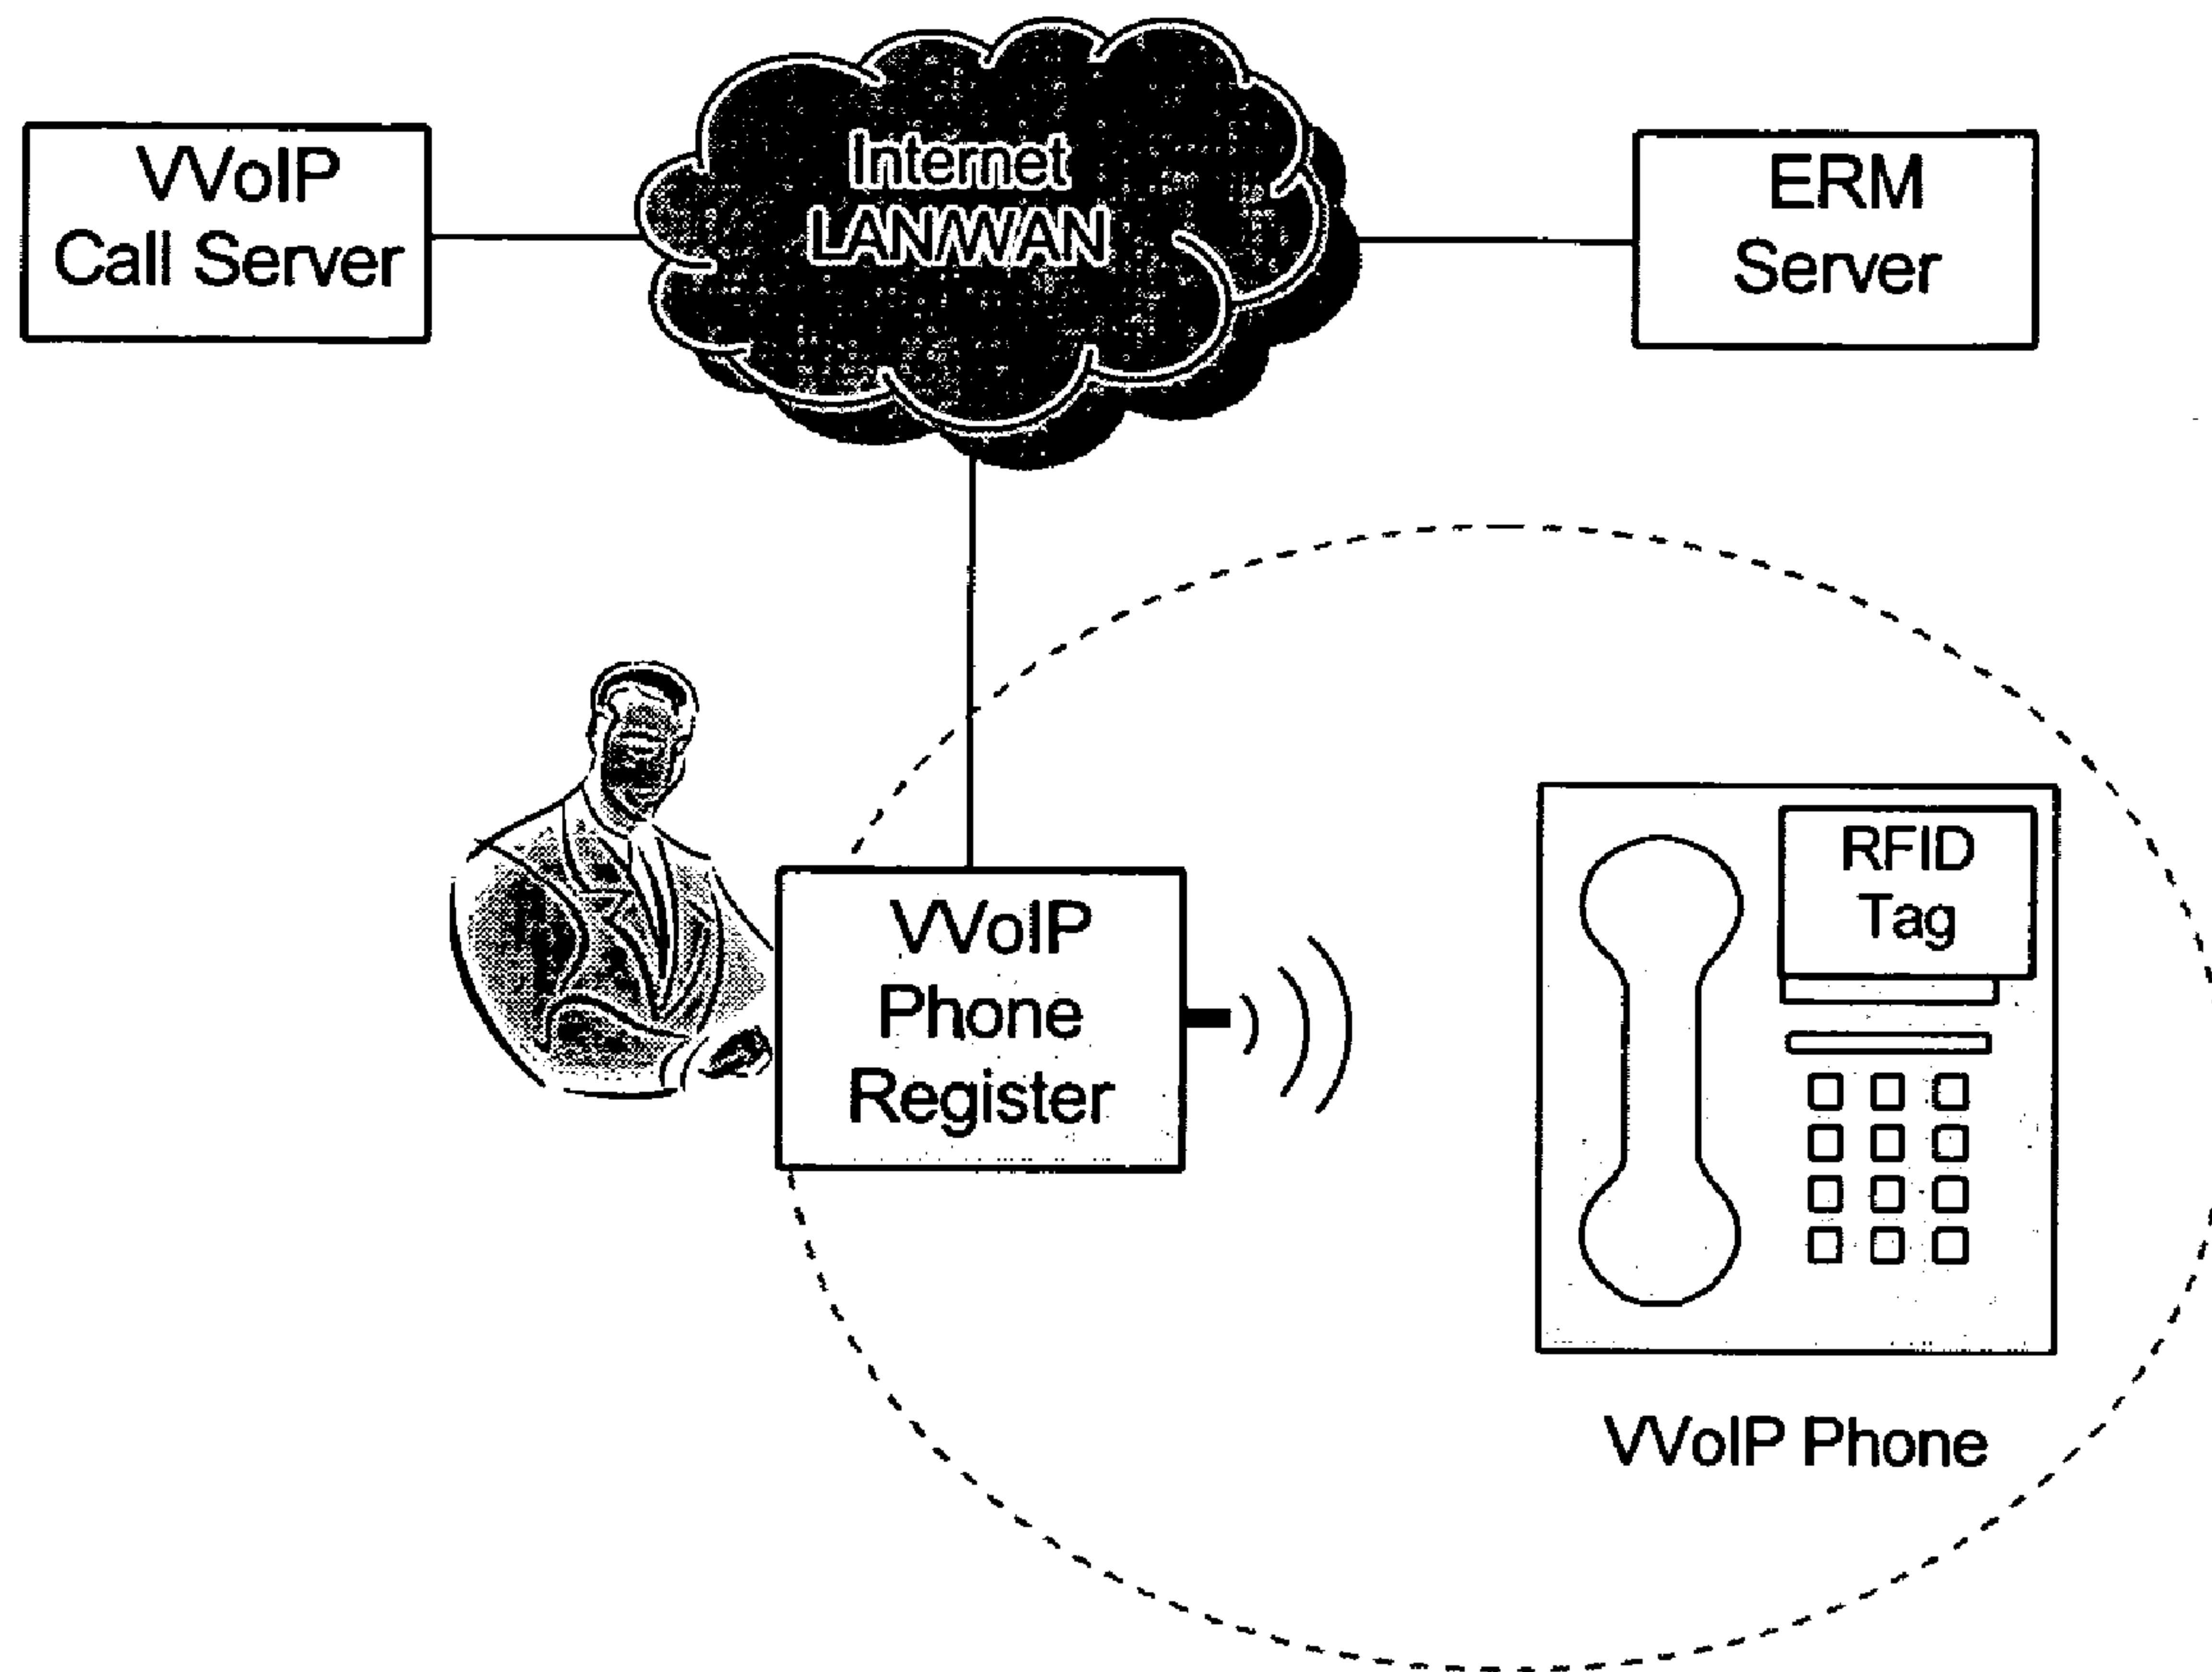 VVoIP
Call Server
Internet
LAN/WAN
ERM
Server
VVoIP
Phone
Register
RFID
Tag
VVoIP Phone